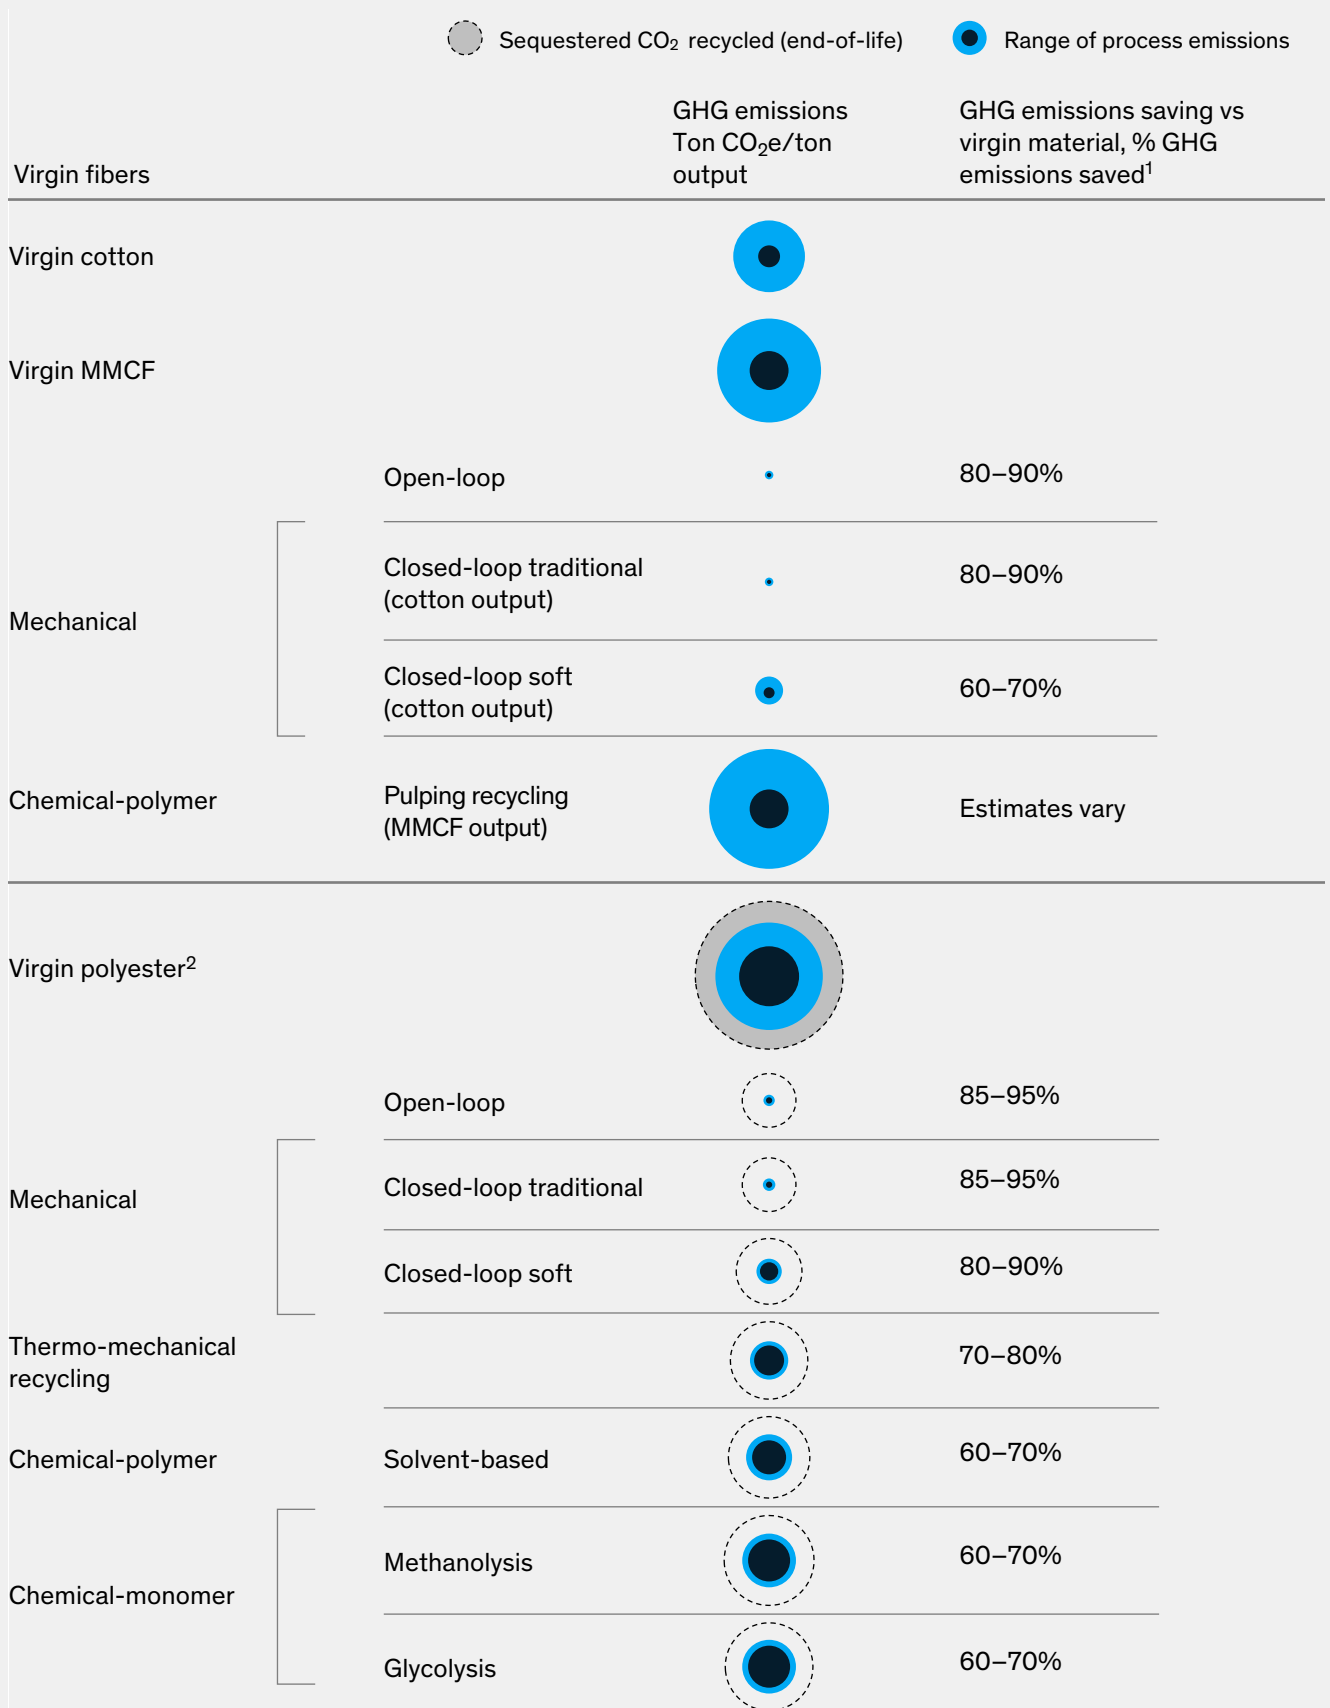 Sequestered CO₂ recycled (end-of-life)
Range of process emissions
Virgin fibers
GHG emissions
Ton CO₂e/ton
output
GHG emissions saving vs
virgin material, % GHG
emissions saved¹
Virgin cotton
Virgin MMCF
Open-loop
80–90%
Mechanical
Closed-loop traditional
(cotton output)
80–90%
Closed-loop soft
(cotton output)
60–70%
Chemical-polymer
Pulping recycling
(MMCF output)
Estimates vary
Virgin polyester²
Open-loop
85–95%
Mechanical
Closed-loop traditional
85–95%
Closed-loop soft
80–90%
Thermo-mechanical
recycling
70–80%
Chemical-polymer
Solvent-based
60–70%
Chemical-monomer
Methanolysis
60–70%
Glycolysis
60–70%